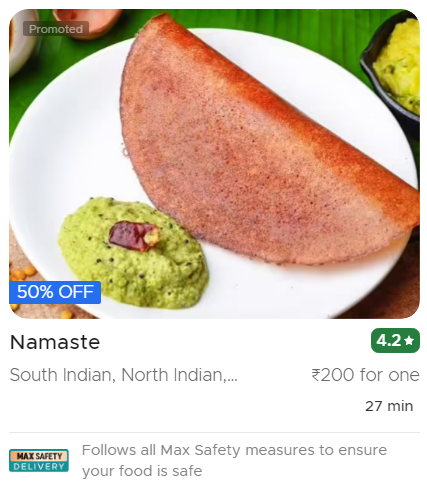 Promoted
50% OFF
Namaste
4.2★
South Indian, North Indian,...
₹200 for one
27 min
MAX SAFETY
DELIVERY
Follows all Max Safety measures to ensure
your food is safe